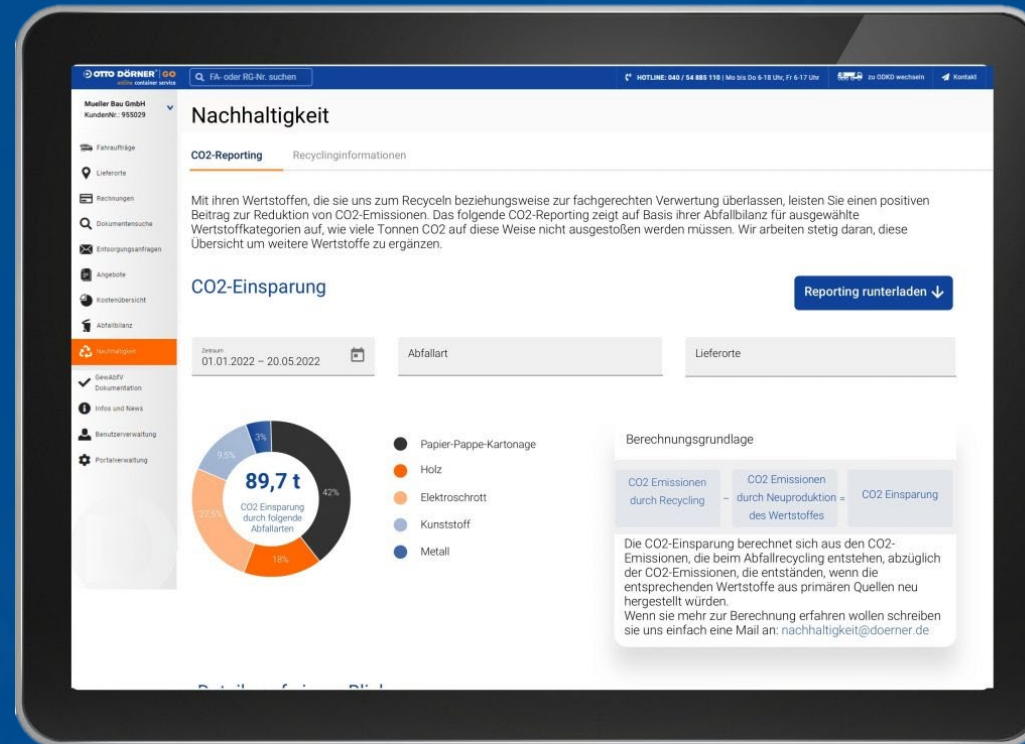 OTTO DÖRNER GO
online container service
FA- oder RG-Nr. suchen
HOTLINE: 040 / 54 885 110 | Mo bis Do 6-18 Uhr, Fr 6-17 Uhr
zu ODKD wechseln
Kontakt
Mueller Bau GmbH
KundenNr.: 955029
Fahraufträge
Lieferorte
Rechnungen
Dokumentensuche
Entsorgungsanfragen
Angebote
Kostenübersicht
Abfallbilanz
Nachhaltigkeit
GewAbfV
Dokumentation
Infos und News
Benutzerverwaltung
Portalverwaltung
Nachhaltigkeit
CO2-Reporting
Recyclinginformationen
Mit ihren Wertstoffen, die sie uns zum Recyceln beziehungsweise zur fachgerechten Verwertung überlassen, leisten Sie einen positiven
Beitrag zur Reduktion von CO2-Emissionen. Das folgende CO2-Reporting zeigt auf Basis ihrer Abfallbilanz für ausgewählte
Wertstoffkategorien auf, wie viele Tonnen CO2 auf diese Weise nicht ausgestoßen werden müssen. Wir arbeiten stetig daran, diese
Übersicht um weitere Wertstoffe zu ergänzen.
CO2-Einsparung
Reporting runterladen
Zeitraum
01.01.2022 – 20.05.2022
Abfallart
Lieferorte
3%
9,5%
42%
27,5%
18%
89,7 t
CO2 Einsparung
durch folgende
Abfallarten
Papier-Pappe-Kartonage
Holz
Elektroschrott
Kunststoff
Metall
Berechnungsgrundlage
CO2 Emissionen
durch Recycling
–
CO2 Emissionen
durch Neuproduktion
des Wertstoffes
=
CO2 Einsparung
Die CO2-Einsparung berechnet sich aus den CO2-
Emissionen, die beim Abfallrecycling entstehen, abzüglich
der CO2-Emissionen, die entständen, wenn die
entsprechenden Wertstoffe aus primären Quellen neu
hergestellt würden.
Wenn sie mehr zur Berechnung erfahren wollen schreiben
sie uns einfach eine Mail an: nachhaltigkeit@doerner.de